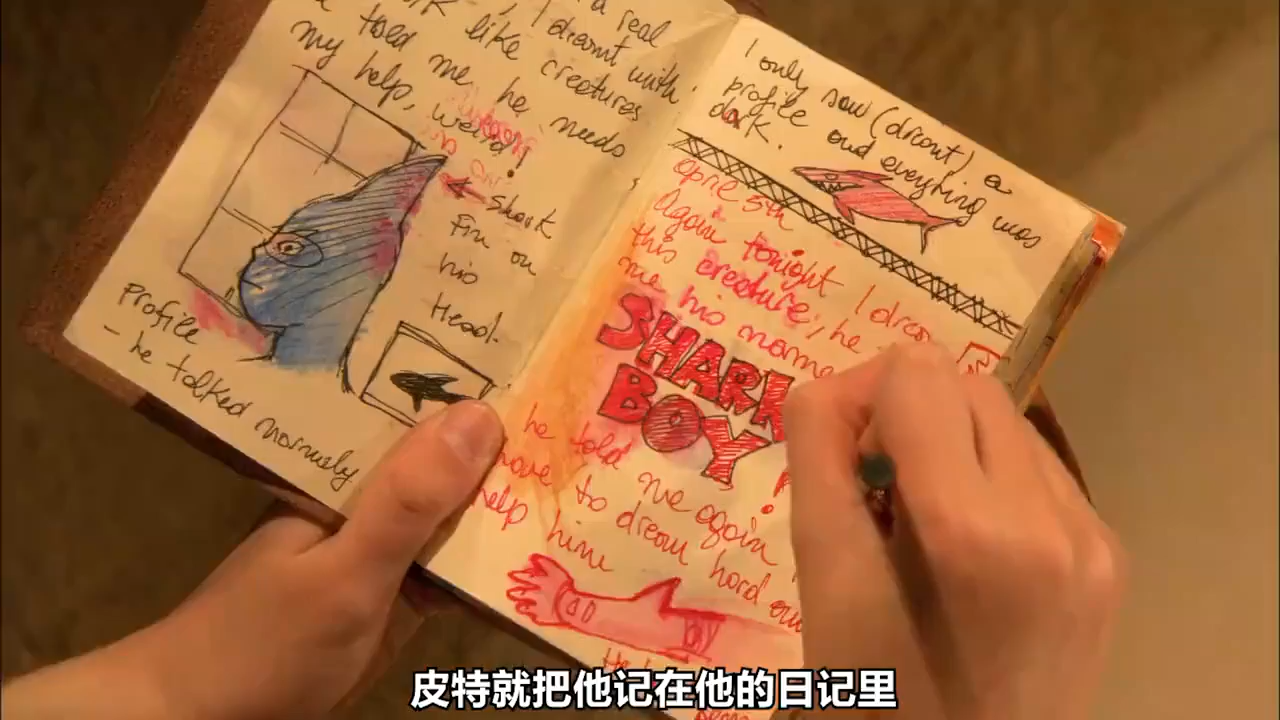 a real
, I dreamt with
like creatures
told me he needs
my help, weird!
Shark
Fin on
his
Head.
Profile
- he talked normely
I only saw (dreamt) a
profile and everything was
dark.
April 5th
Again tonight I
this creature, he
me his name
SHARK
BOY!
he told me again
have to dream hard
help him
皮特就把他记在他的日记里